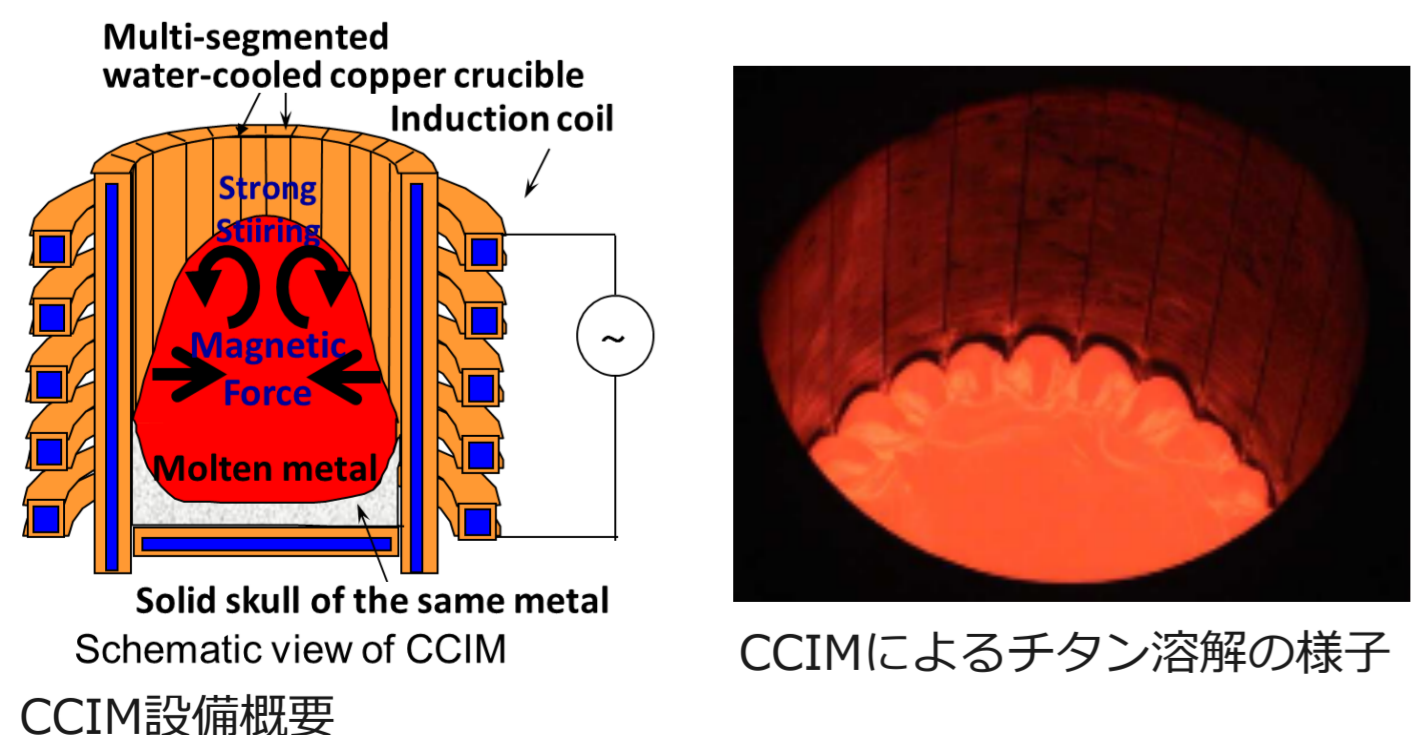 Multi-segmented
water-cooled copper crucible
Induction coil
Strong
Stiiring
Magnetic
Force
~
Molten metal
Solid skull of the same metal
Schematic view of CCIM
CCIMによるチタン溶解の様子
CCIM設備概要